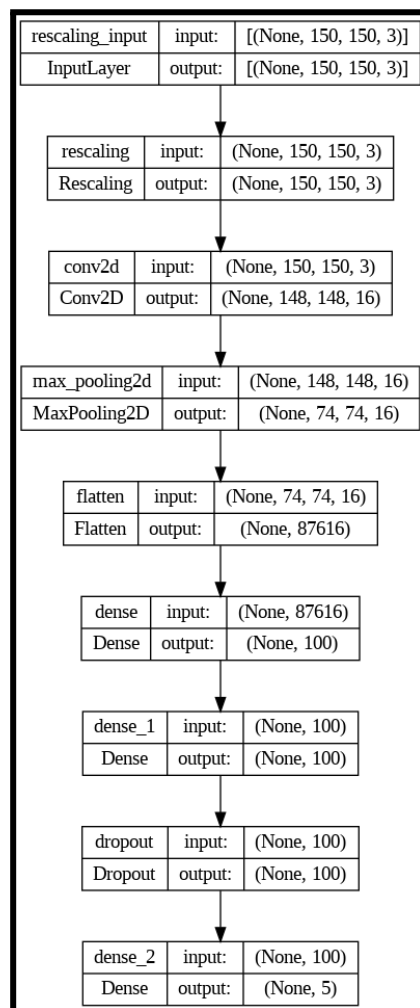 rescaling_input input: [(None, 150, 150, 3)]
InputLayer output: [(None, 150, 150, 3)]
rescaling input: (None, 150, 150, 3)
Rescaling output: (None, 150, 150, 3)
conv2d input: (None, 150, 150, 3)
Conv2D output: (None, 148, 148, 16)
max_pooling2d input: (None, 148, 148, 16)
MaxPooling2D output: (None, 74, 74, 16)
flatten input: (None, 74, 74, 16)
Flatten output: (None, 87616)
dense input: (None, 87616)
Dense output: (None, 100)
dense_1 input: (None, 100)
Dense output: (None, 100)
dropout input: (None, 100)
Dropout output: (None, 100)
dense_2 input: (None, 100)
Dense output: (None, 5)